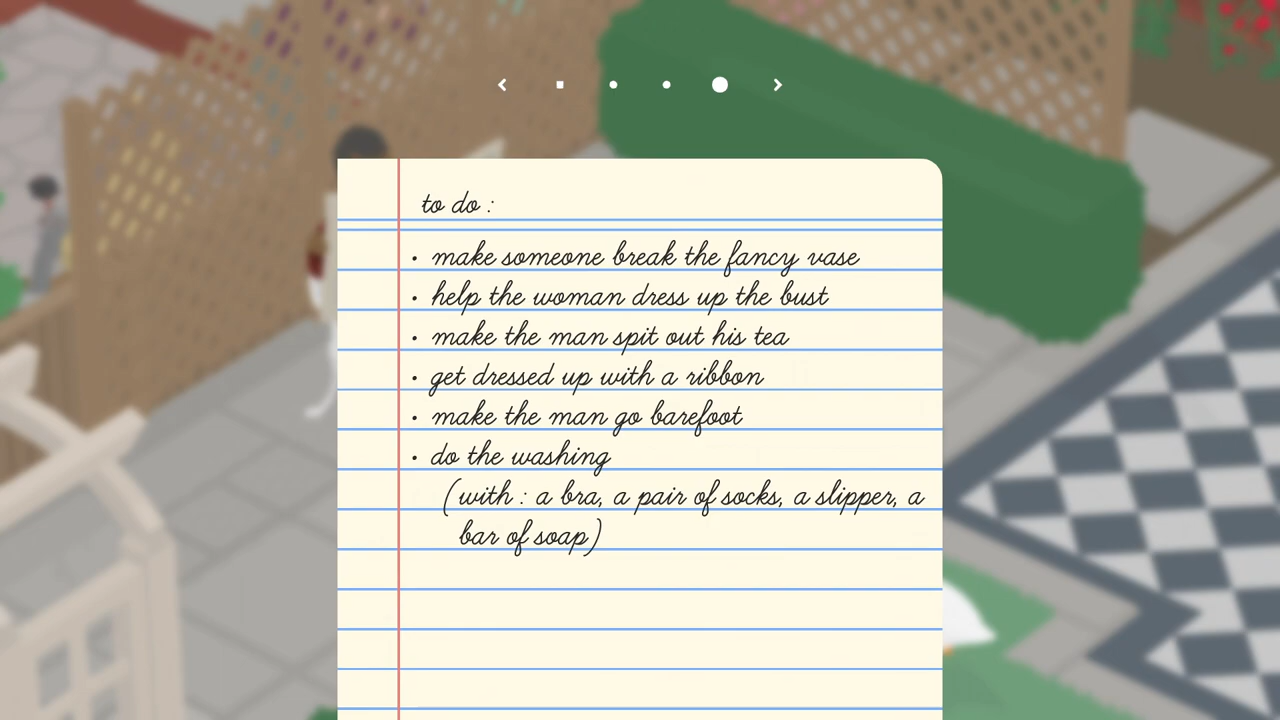 to do :
• make someone break the fancy vase
• help the woman dress up the bust
• make the man spit out his tea
• get dressed up with a ribbon
• make the man go barefoot
• do the washing
(with : a bra, a pair of socks, a slipper, a
bar of soap)